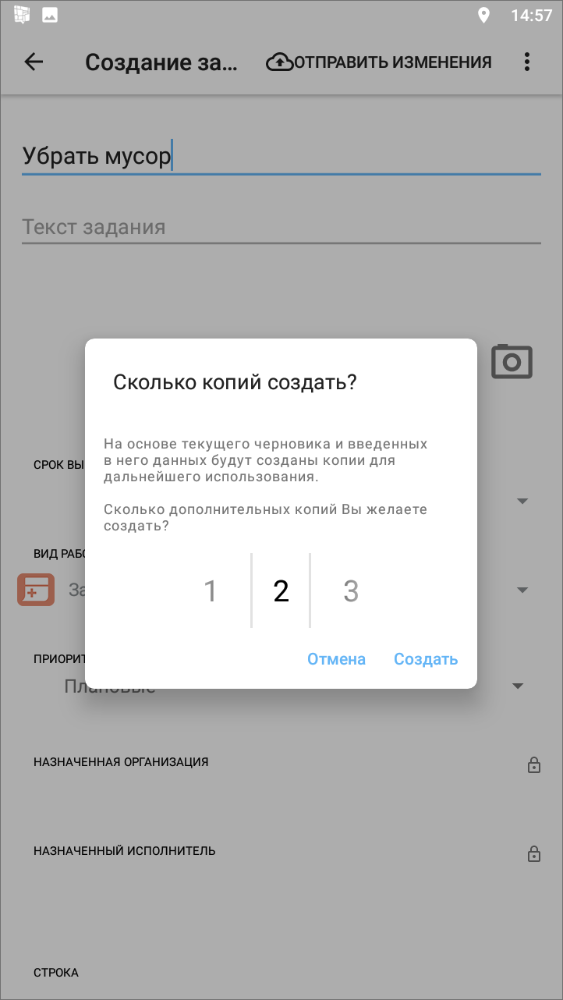 14:57
Создание за...
ОТПРАВИТЬ ИЗМЕНЕНИЯ
Убрать мусор
Текст задания
Сколько копий создать?
На основе текущего черновика и введенных
в него данных будут созданы копии для
дальнейшего использования.
Сколько дополнительных копий Вы желаете
создать?
1 2 3
Отмена Создать
СРОК ВЫ
ВИД РАБО
За
ПРИОРИТ
Плановые
НАЗНАЧЕННАЯ ОРГАНИЗАЦИЯ
НАЗНАЧЕННЫЙ ИСПОЛНИТЕЛЬ
СТРОКА